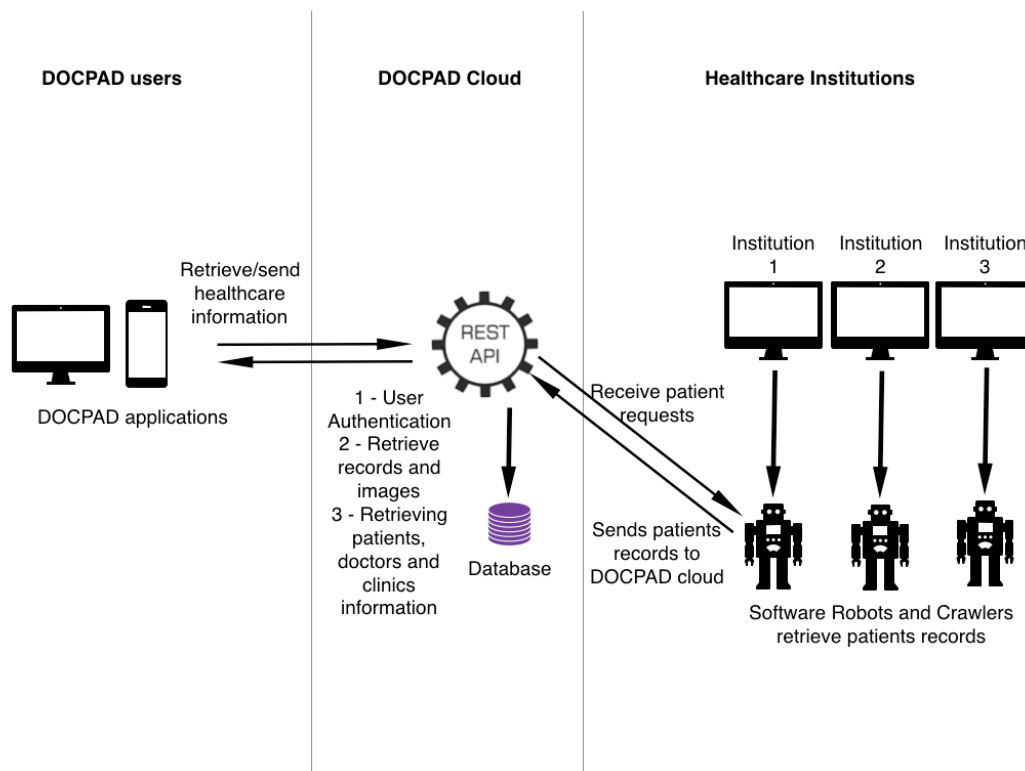 DOCPAD users
DOCPAD Cloud
Healthcare Institutions
Retrieve/send
healthcare
information
DOCPAD applications
REST
API
1 - User
Authentication
2 - Retrieve
records and
images
3 - Retrieving
patients,
doctors and
clinics
information
Database
Receive patient
requests
Sends patients
records to
DOCPAD cloud
Institution
1
Institution
2
Institution
3
Software Robots and Crawlers
retrieve patients records